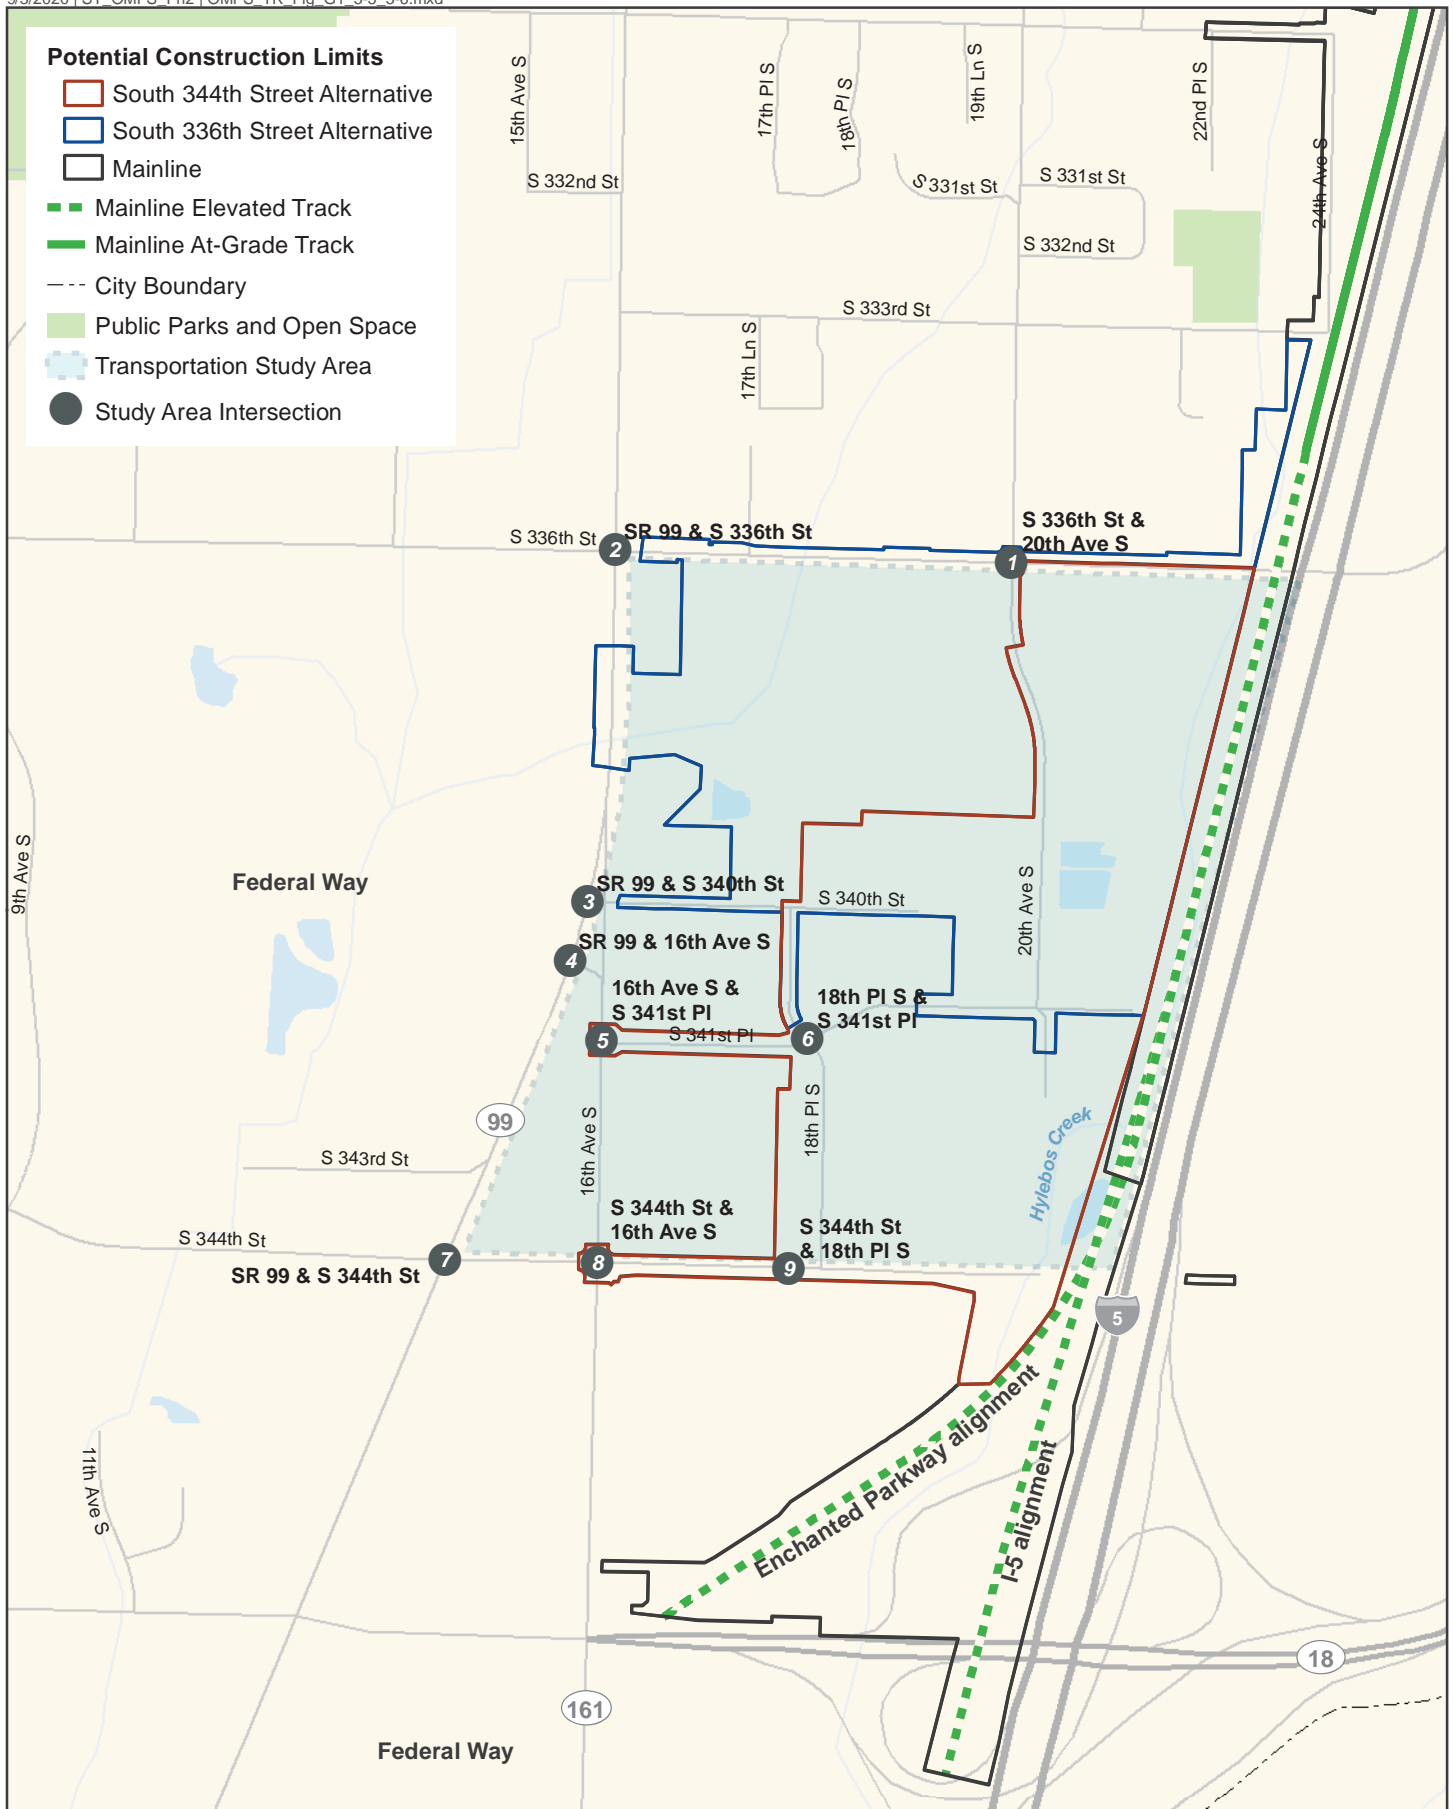 Potential Construction Limits
South 344th Street Alternative
South 336th Street Alternative
Mainline
Mainline Elevated Track
Mainline At-Grade Track
City Boundary
Public Parks and Open Space
Transportation Study Area
Study Area Intersection
15th Ave S
17th Pl S
18th Pl S
19th Ln S
22nd Pl S
24th Ave S
S 332nd St
S 331st St
S 331st St
S 332nd St
S 333rd St
17th Ln S
S 336th St
SR 99 & S 336th St
2
S 336th St &
20th Ave S
1
9th Ave S
Federal Way
SR 99 & S 340th St
3
S 340th St
20th Ave S
SR 99 & 16th Ave S
4
16th Ave S &
S 341st Pl
5
S 341st Pl
18th Pl S &
S 341st Pl
6
99
16th Ave S
18th Pl S
Hylebos Creek
S 343rd St
S 344th St
S 344th St &
16th Ave S
S 344th St
& 18th Pl S
7
8
9
SR 99 & S 344th St
5
Enchanted Parkway alignment
I-5 alignment
11th Ave S
18
161
Federal Way